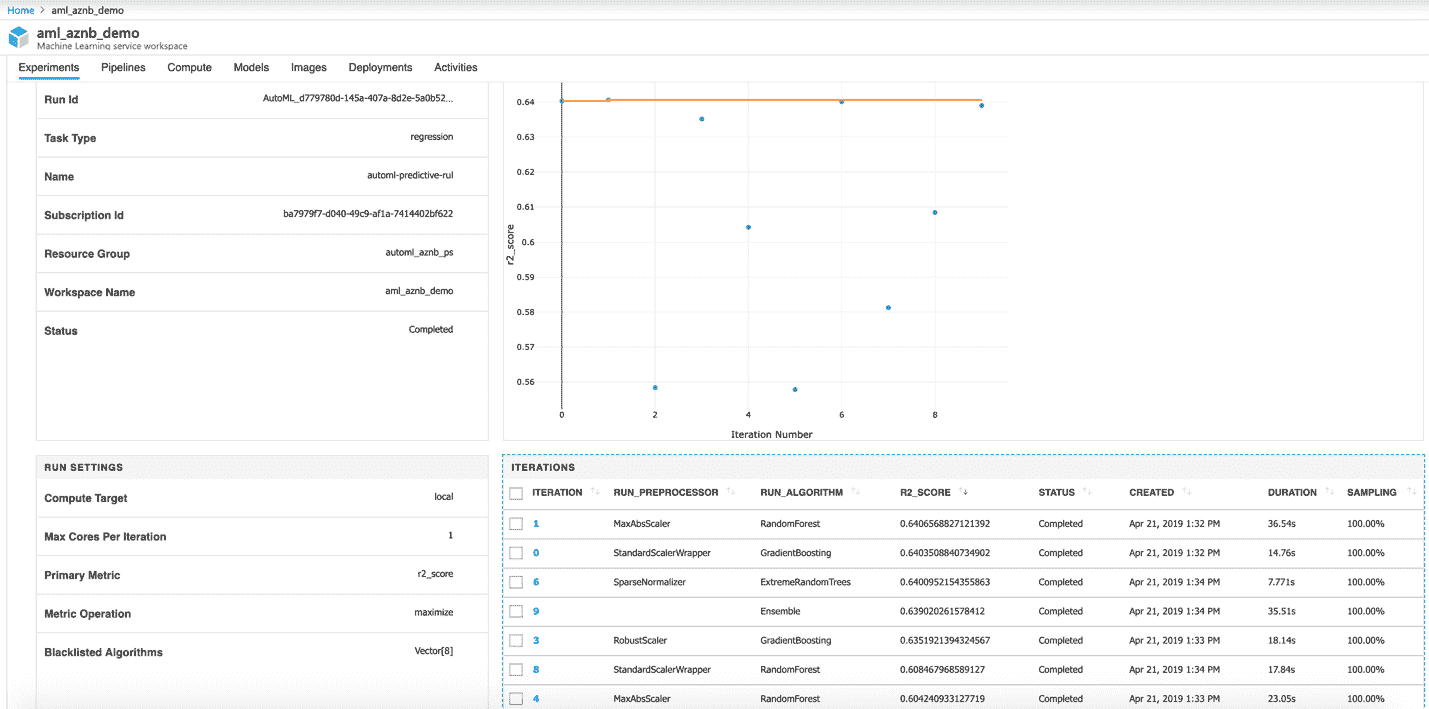 Home > aml_aznb_demo
aml_aznb_demo
Machine Learning service workspace
Experiments Pipelines Compute Models Images Deployments Activities
Run Id AutoML_d779780d-145a-407a-8d2e-5a0b52...
Task Type regression
Name automl-predictive-rul
Subscription Id ba7979f7-d040-49c9-af1a-7414402bf622
Resource Group automl_aznb_ps
Workspace Name aml_aznb_demo
Status Completed
0.64
0.63
0.62
0.61
0.6
0.59
0.58
0.57
0.56
r2_score
0 2 4 6 8
Iteration Number
RUN SETTINGS
Compute Target local
Max Cores Per Iteration 1
Primary Metric r2_score
Metric Operation maximize
Blacklisted Algorithms Vector[8]
ITERATIONS
ITERATION RUN_PREPROCESSOR RUN_ALGORITHM R2_SCORE STATUS CREATED DURATION SAMPLING
1 MaxAbsScaler RandomForest 0.6406568827121392 Completed Apr 21, 2019 1:32 PM 36.54s 100.00%
0 StandardScalerWrapper GradientBoosting 0.6403508840734902 Completed Apr 21, 2019 1:32 PM 14.76s 100.00%
6 SparseNormalizer ExtremeRandomTrees 0.6400952154355863 Completed Apr 21, 2019 1:34 PM 7.771s 100.00%
9 Ensemble 0.639020261578412 Completed Apr 21, 2019 1:34 PM 35.51s 100.00%
3 RobustScaler GradientBoosting 0.6351921394324567 Completed Apr 21, 2019 1:33 PM 18.14s 100.00%
8 StandardScalerWrapper RandomForest 0.608467968589127 Completed Apr 21, 2019 1:34 PM 17.84s 100.00%
4 MaxAbsScaler RandomForest 0.604240933127719 Completed Apr 21, 2019 1:33 PM 23.05s 100.00%